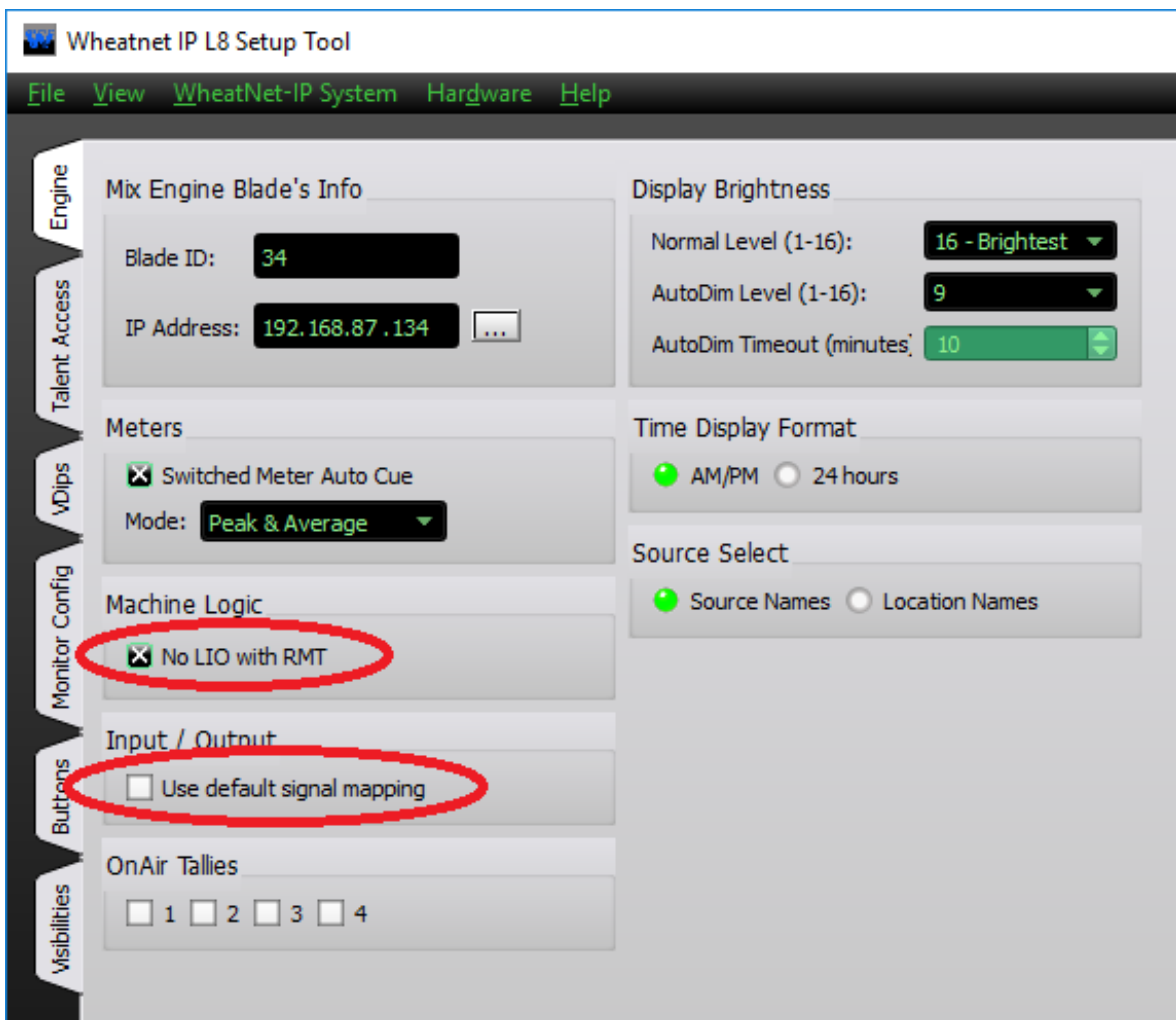 Wheatnet IP L8 Setup Tool
File View WheatNet-IP System Hardware Help
Engine
Talent Access
VDips
Monitor Config
Buttons
Visibilities
Mix Engine Blade's Info
Blade ID: 34
IP Address: 192.168.87.134 ...
Meters
Switched Meter Auto Cue
Mode: Peak & Average
Machine Logic
No LIO with RMT
Input / Output
Use default signal mapping
OnAir Tallies
1 2 3 4
Display Brightness
Normal Level (1-16): 16 - Brightest
AutoDim Level (1-16): 9
AutoDim Timeout (minutes) 10
Time Display Format
AM/PM 24 hours
Source Select
Source Names Location Names